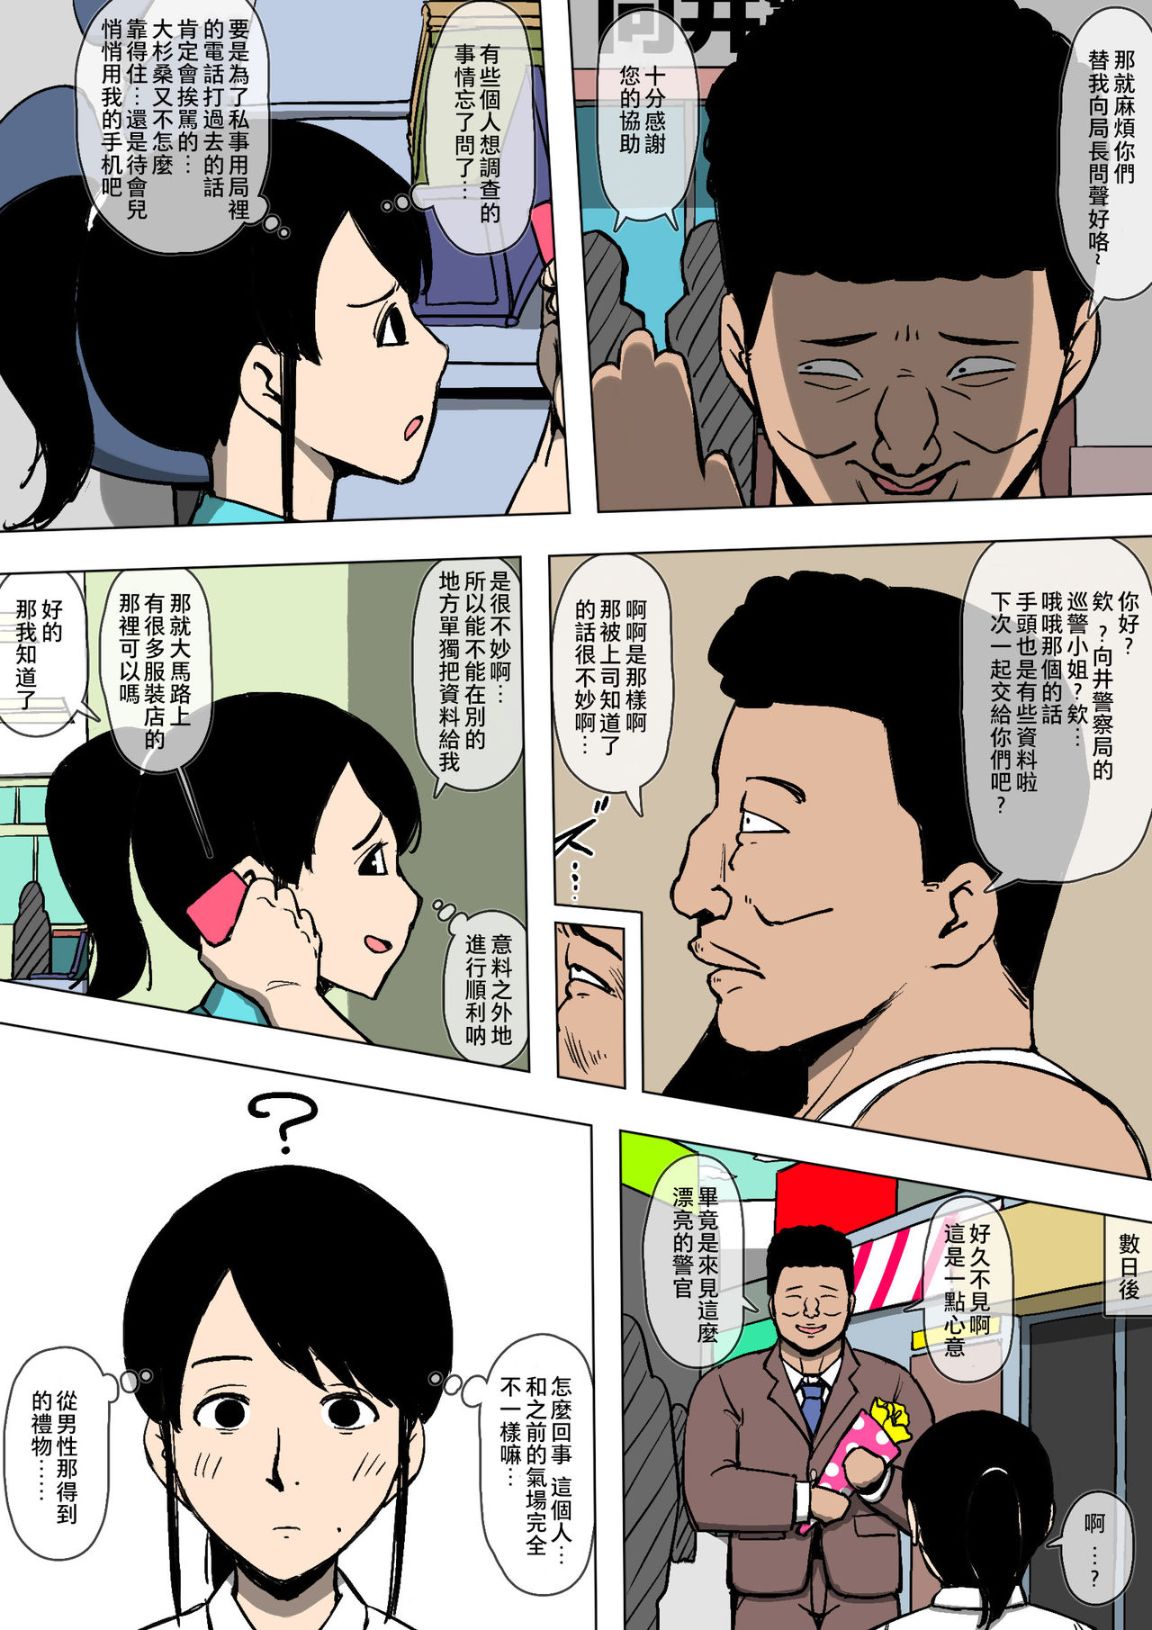 那就麻煩你們
替我向局長問聲好咯~
十分感謝
您的協助
有些個人想調查的
事情忘了問了…
要是為了私事用局裡
的電話打過去的話
肯定會挨罵的…
大杉桑又不怎麼
靠得住…還是待會兒
悄悄用我的手机吧
你好?
欸?向井警察局的
巡警小姐?欸…
哦哦那個的話
手頭也是有些資料啦
下次一起交給你們吧?
啊啊是那樣啊
那被上司知道了
的話很不妙啊…
是很不妙啊…
所以能不能在別的
地方單獨把資料給我
那就大馬路上
有很多服裝店的
那裡可以嗎
好的
那我知道了
意料之外地
進行順利吶
數日後
好久不見啊
這是一點心意
畢竟是來見這麼
漂亮的警官
啊…?
?
怎麼回事 這個人…
和之前的氣場完全
不一樣嘛…
從男性那得到
的禮物……